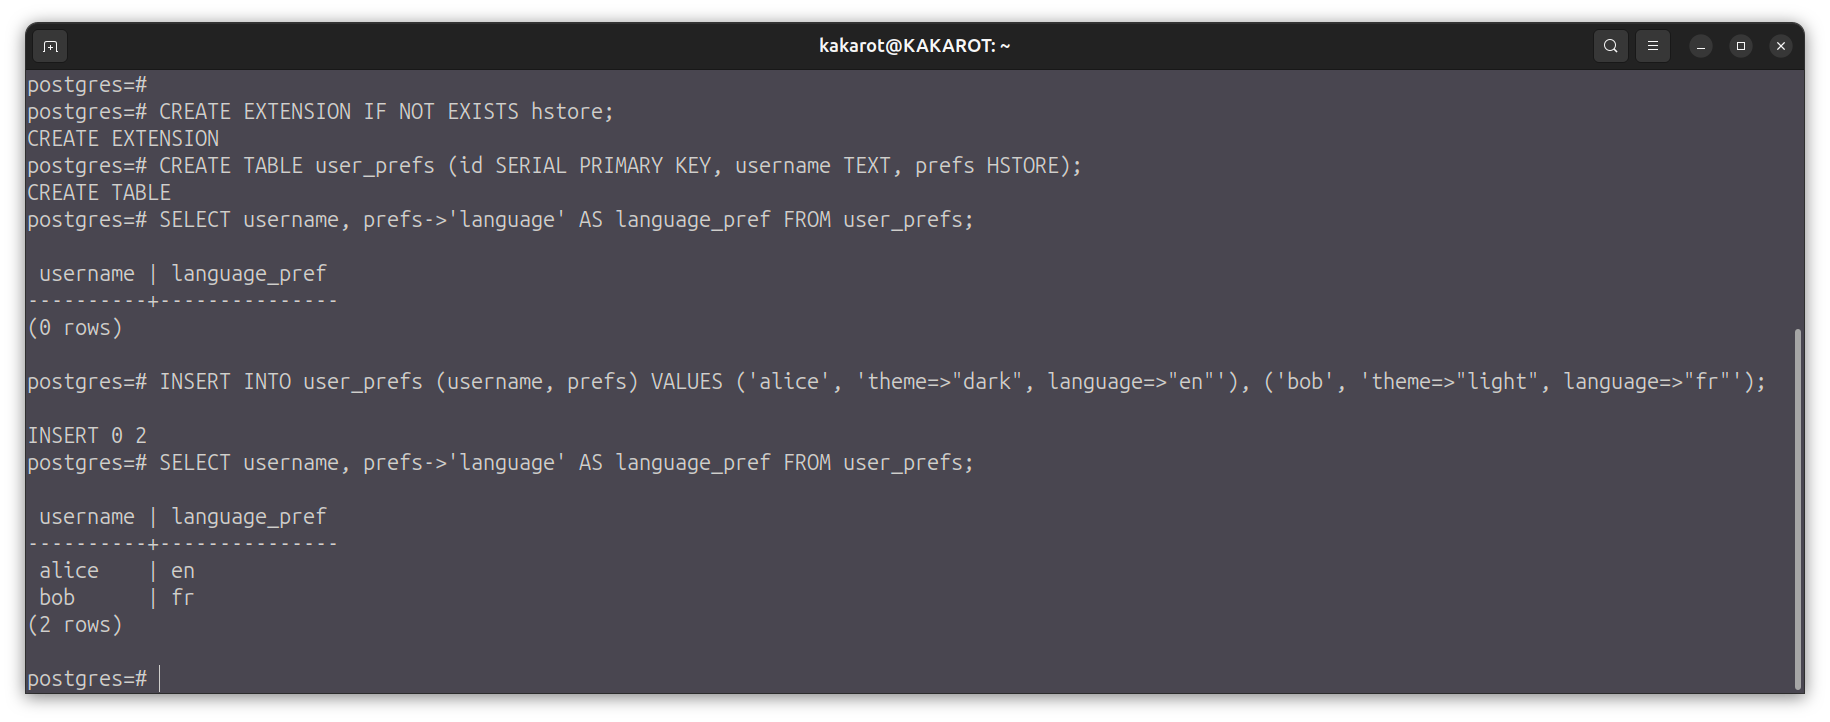 kakarot@KAKAROT: ~
postgres=#
postgres=# CREATE EXTENSION IF NOT EXISTS hstore;
CREATE EXTENSION
postgres=# CREATE TABLE user_prefs (id SERIAL PRIMARY KEY, username TEXT, prefs HSTORE);
CREATE TABLE
postgres=# SELECT username, prefs->'language' AS language_pref FROM user_prefs;
 username | language_pref
----------+---------------
(0 rows)
postgres=# INSERT INTO user_prefs (username, prefs) VALUES ('alice', 'theme=>"dark", language=>"en"'), ('bob', 'theme=>"light", language=>"fr"');
INSERT 0 2
postgres=# SELECT username, prefs->'language' AS language_pref FROM user_prefs;
 username | language_pref
----------+---------------
 alice    | en
 bob      | fr
(2 rows)
postgres=#